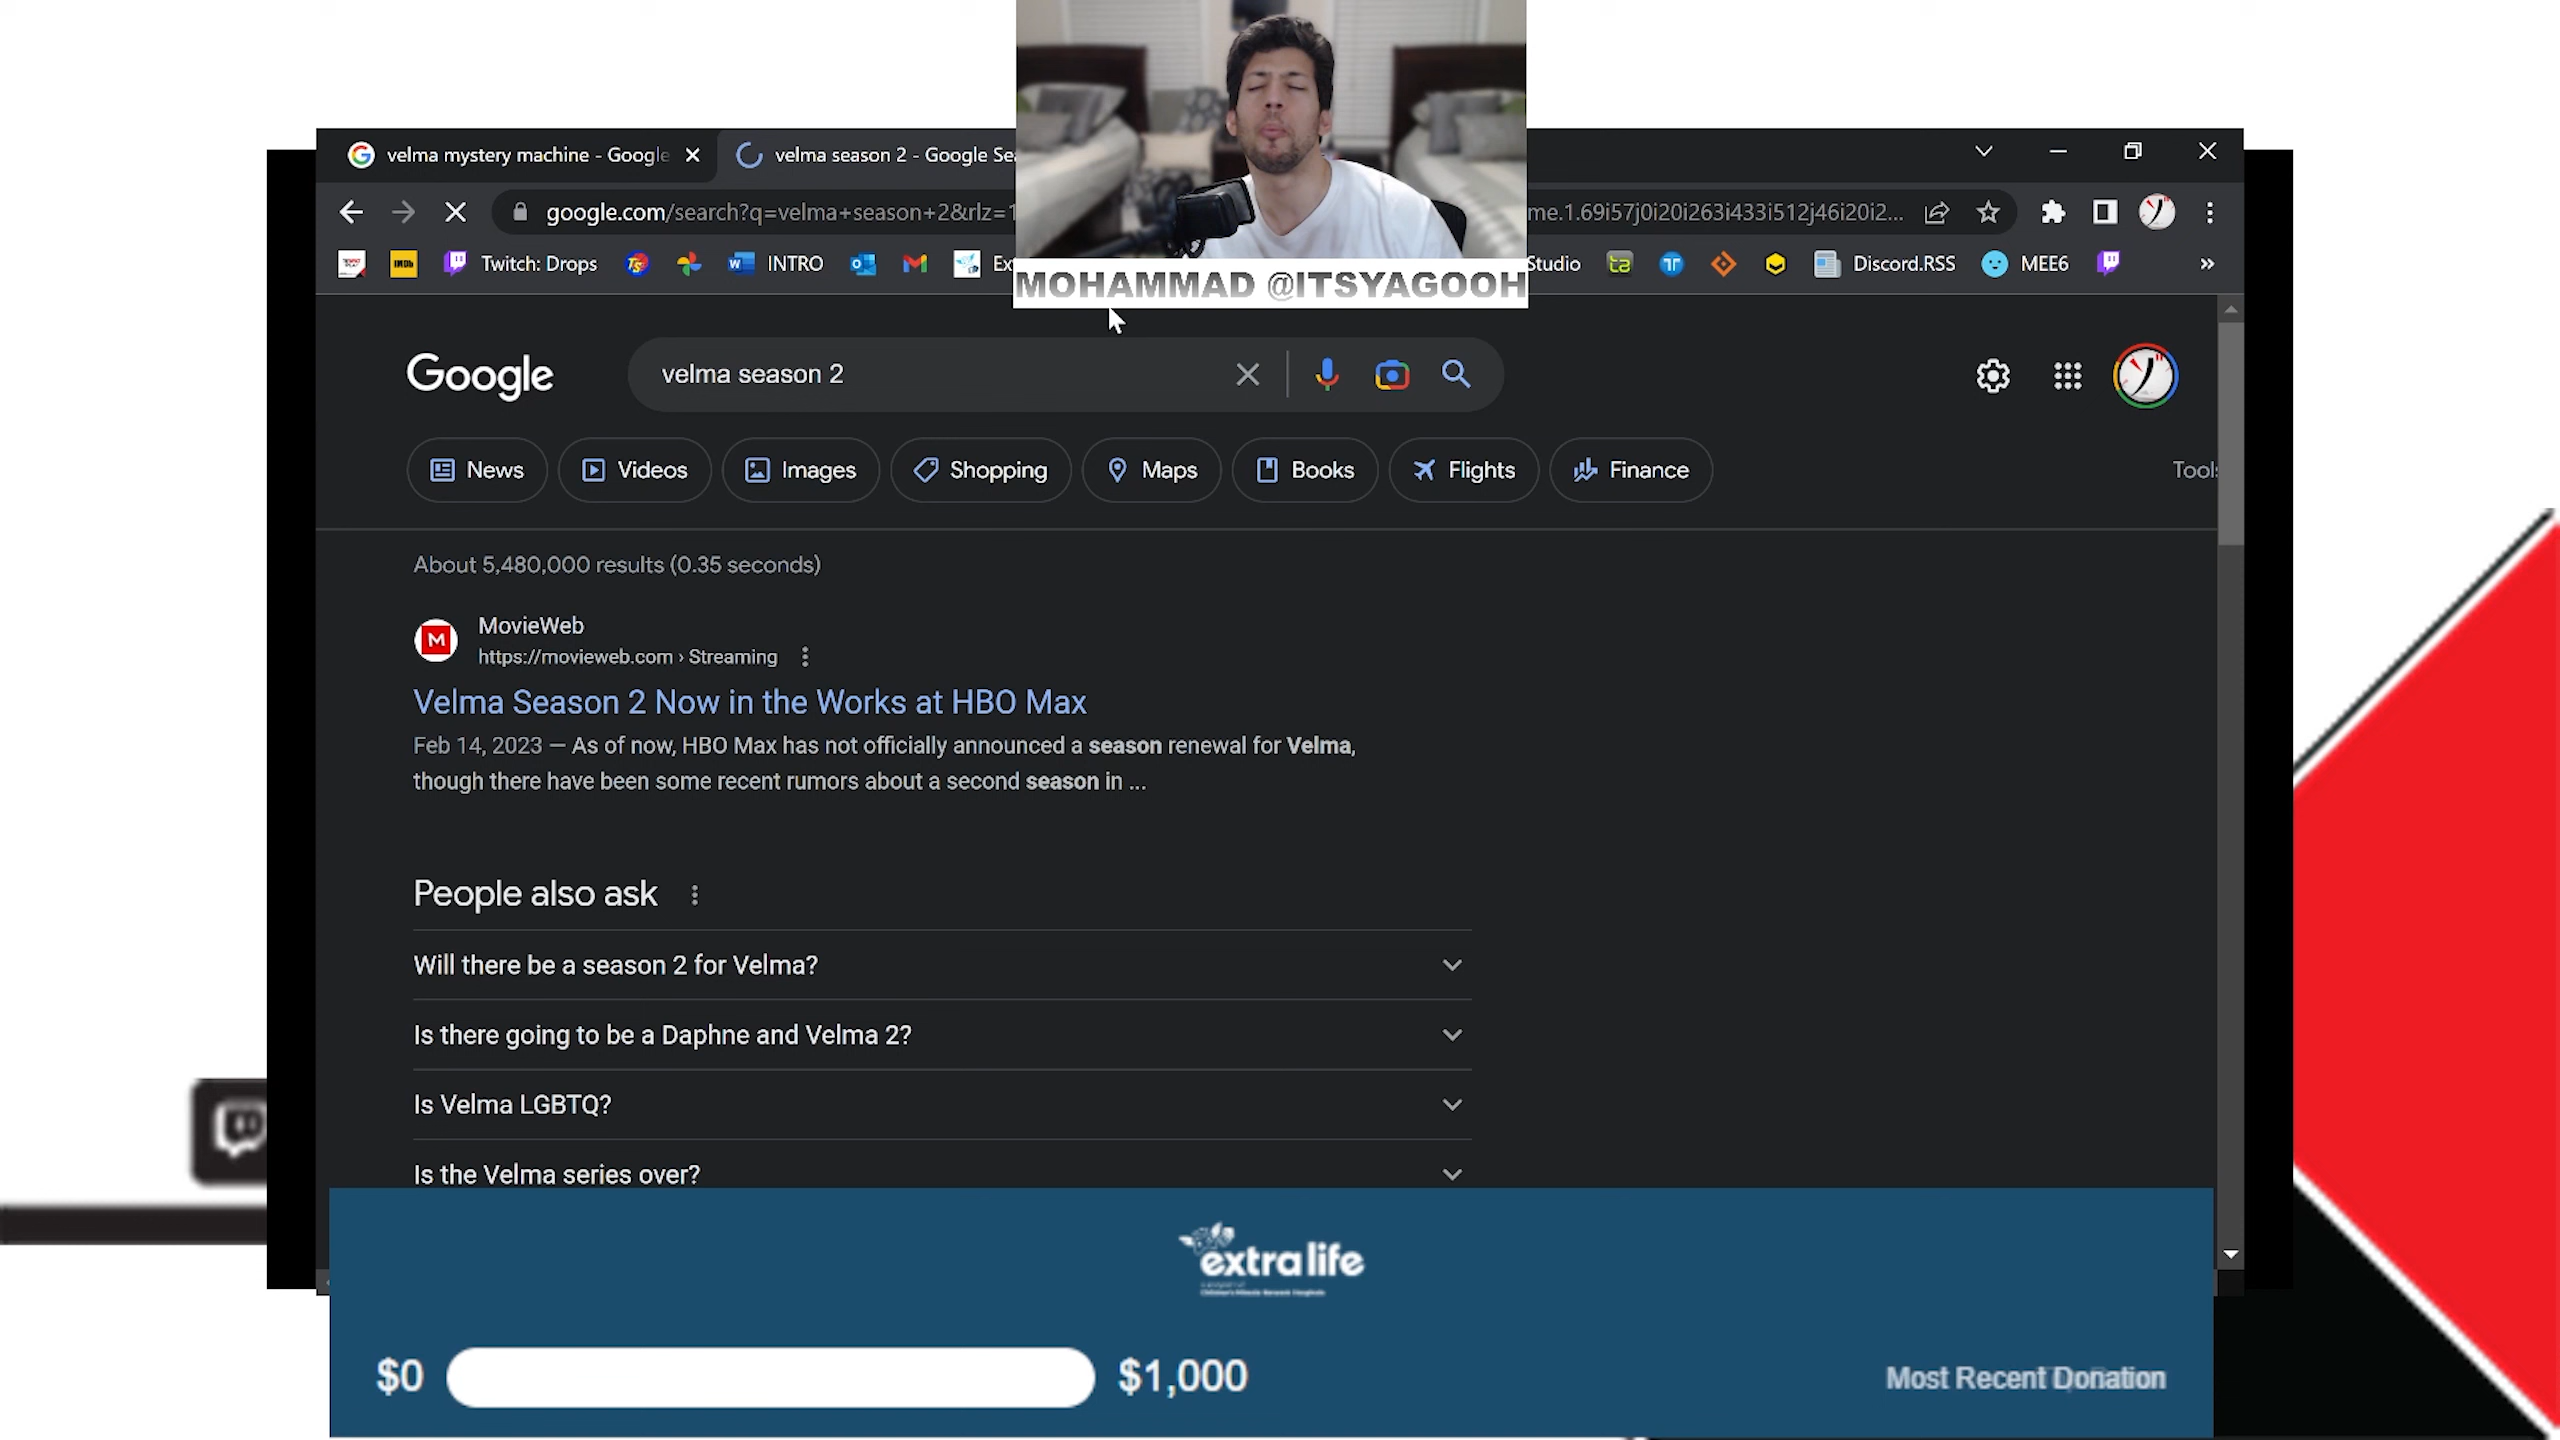 velma mystery machine - Google
velma season 2 - Google Se
google.com/search?q=velma+season+2&rlz=1
me.1.69i57j0i20i263i433i512j46i20i2...
IMDb
Twitch: Drops
INTRO
Ex
Studio
Discord.RSS
MEE6
MOHAMMAD @ITSYAGOOH
Google
velma season 2
News
Videos
Images
Shopping
Maps
Books
Flights
Finance
Tools
About 5,480,000 results (0.35 seconds)
MovieWeb
https://movieweb.com › Streaming
Velma Season 2 Now in the Works at HBO Max
Feb 14, 2023 — As of now, HBO Max has not officially announced a season renewal for Velma,
though there have been some recent rumors about a second season in ...
People also ask
Will there be a season 2 for Velma?
Is there going to be a Daphne and Velma 2?
Is Velma LGBTQ?
Is the Velma series over?
extra life
$0
$1,000
Most Recent Donation